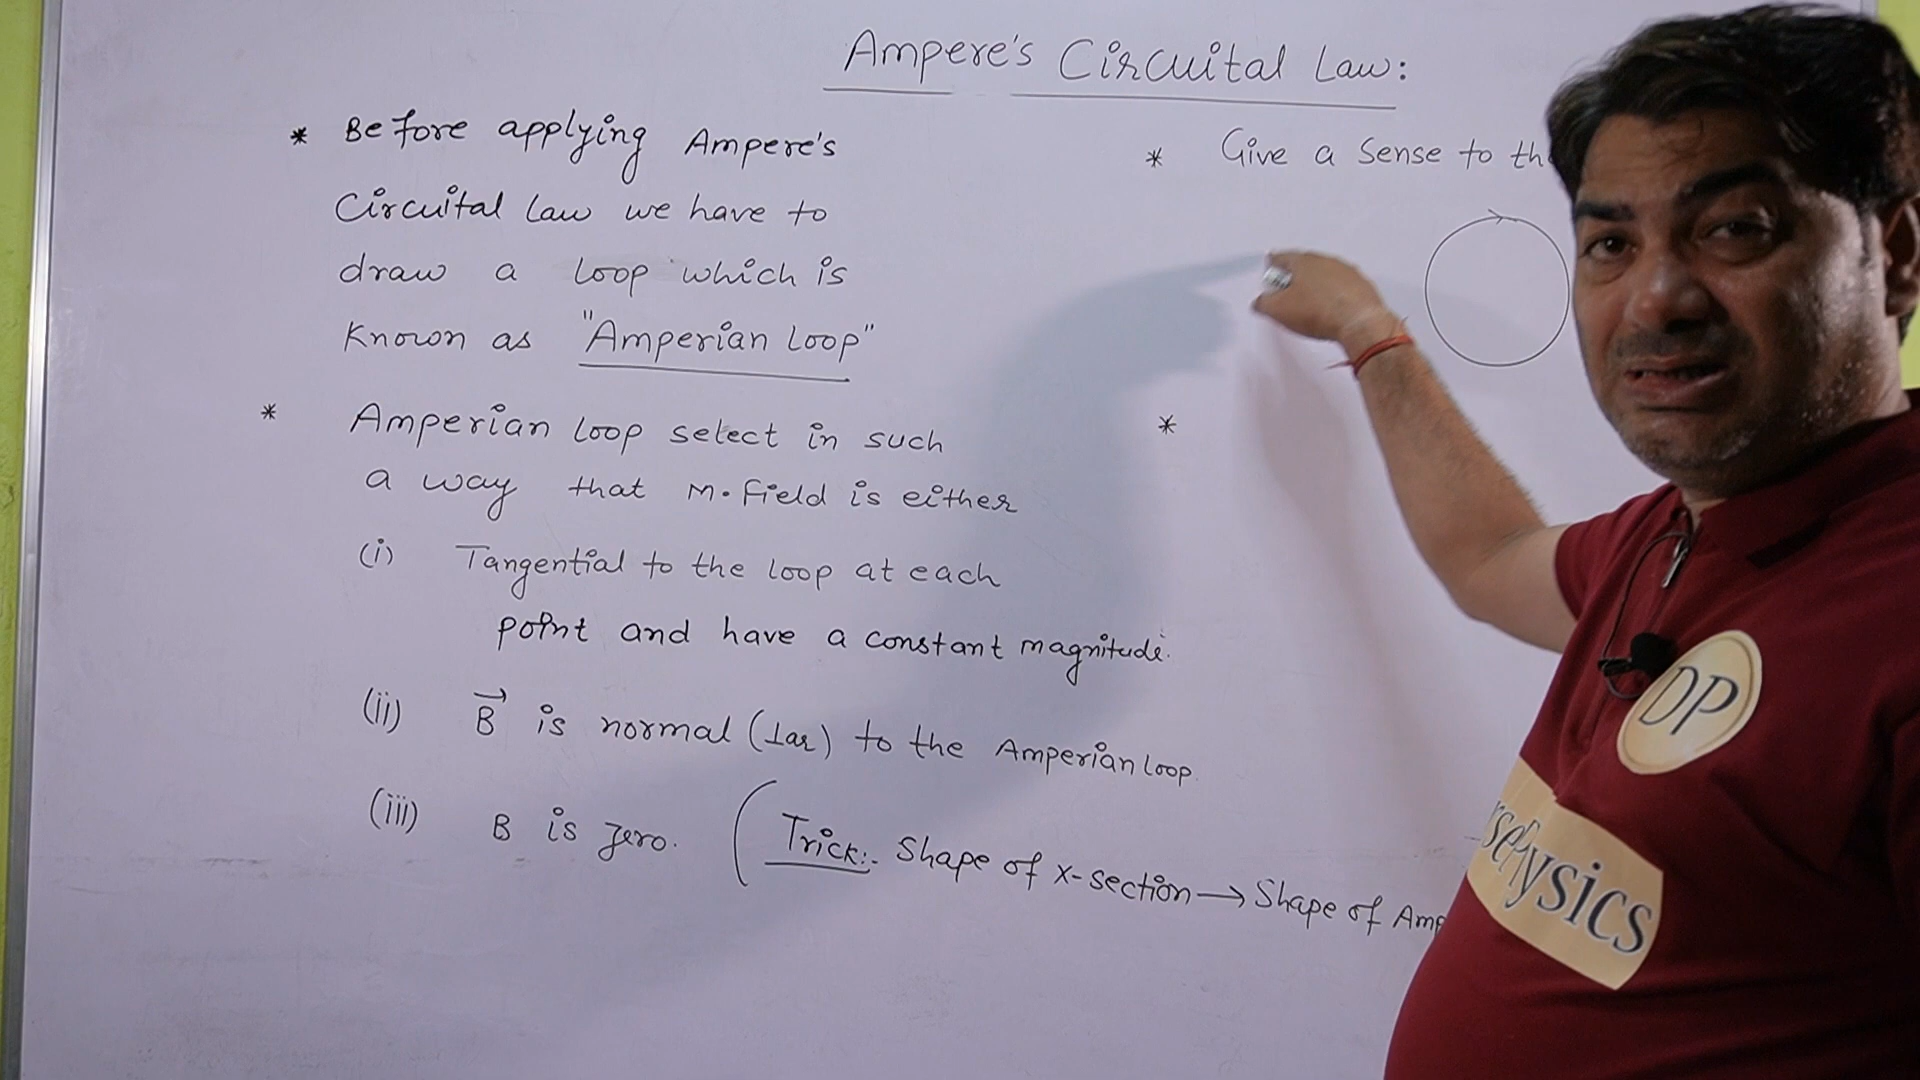 Ampere's Circuital Law:
* Before applying Ampere's
Circuital Law we have to
draw a loop which is
known as "Amperian Loop"
* Amperian loop select in such
a way that M. Field is either
(i) Tangential to the loop at each
point and have a constant magnitude.
(ii) B⃗ is normal (⊥ar) to the Amperian loop.
(iii) B is zero. (Trick:- Shape of x-section → Shape of Amp
* Give a Sense to the
*
DP
ysics